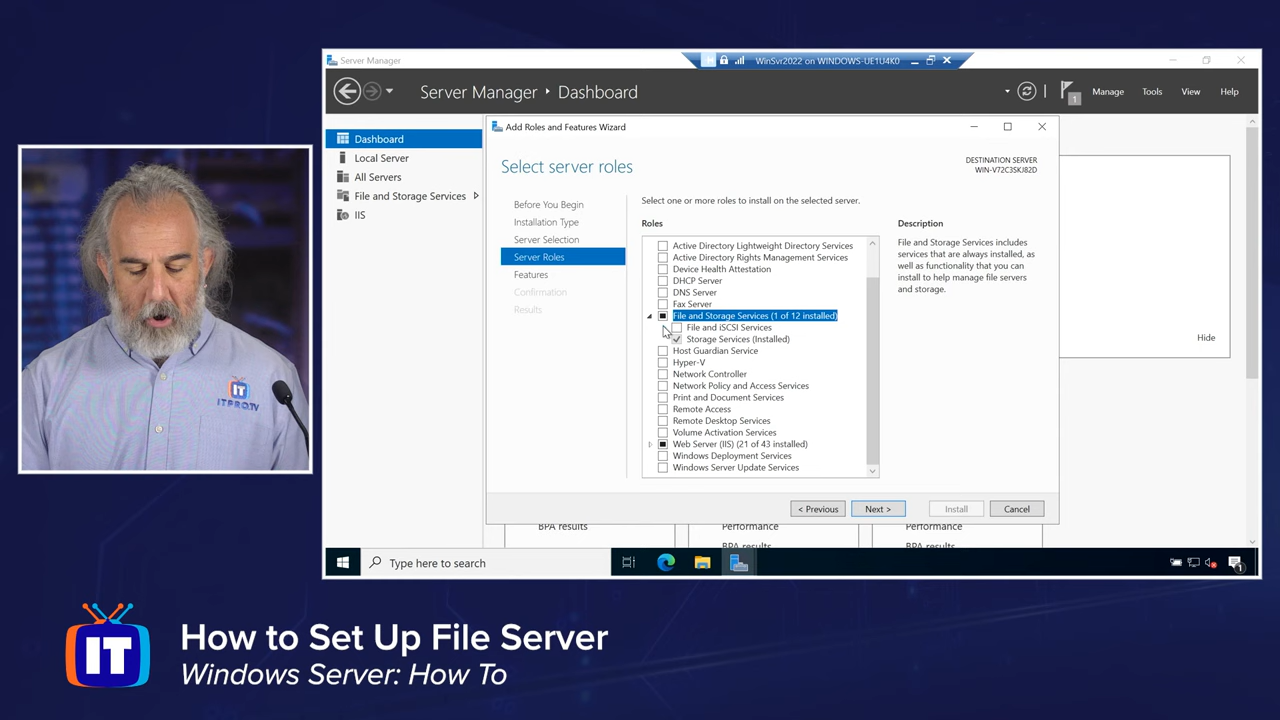 Server Manager
WinSvr2022 on WINDOWS-UE1U4K0
Server Manager • Dashboard
1
Manage
Tools
View
Help
Dashboard
Local Server
All Servers
File and Storage Services
IIS
Add Roles and Features Wizard
Select server roles
DESTINATION SERVER
WIN-V72C3SKJ82D
Before You Begin
Installation Type
Server Selection
Server Roles
Features
Confirmation
Results
Select one or more roles to install on the selected server.
Roles
Active Directory Lightweight Directory Services
Active Directory Rights Management Services
Device Health Attestation
DHCP Server
DNS Server
Fax Server
File and Storage Services (1 of 12 installed)
File and iSCSI Services
Storage Services (Installed)
Host Guardian Service
Hyper-V
Network Controller
Network Policy and Access Services
Print and Document Services
Remote Access
Remote Desktop Services
Volume Activation Services
Web Server (IIS) (21 of 43 installed)
Windows Deployment Services
Windows Server Update Services
Description
File and Storage Services includes
services that are always installed, as
well as functionality that you can
install to help manage file servers
and storage.
Hide
< Previous
Next >
Install
Cancel
BPA results
Performance
BPA results
Performance
BPA results
Type here to search
1
IT
ITPRO.TV
IT
How to Set Up File Server
Windows Server: How To